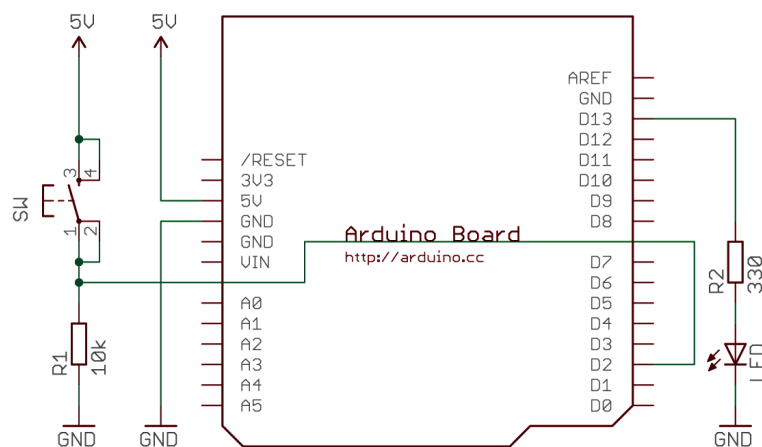 5V
5V
SW
3
4
1
2
R1
10k
GND
GND
/RESET
3V3
5V
GND
GND
VIN
A0
A1
A2
A3
A4
A5
Arduino Board
http://arduino.cc
AREF
GND
D13
D12
D11
D10
D9
D8
D7
D6
D5
D4
D3
D2
D1
D0
R2
330
LED
GND